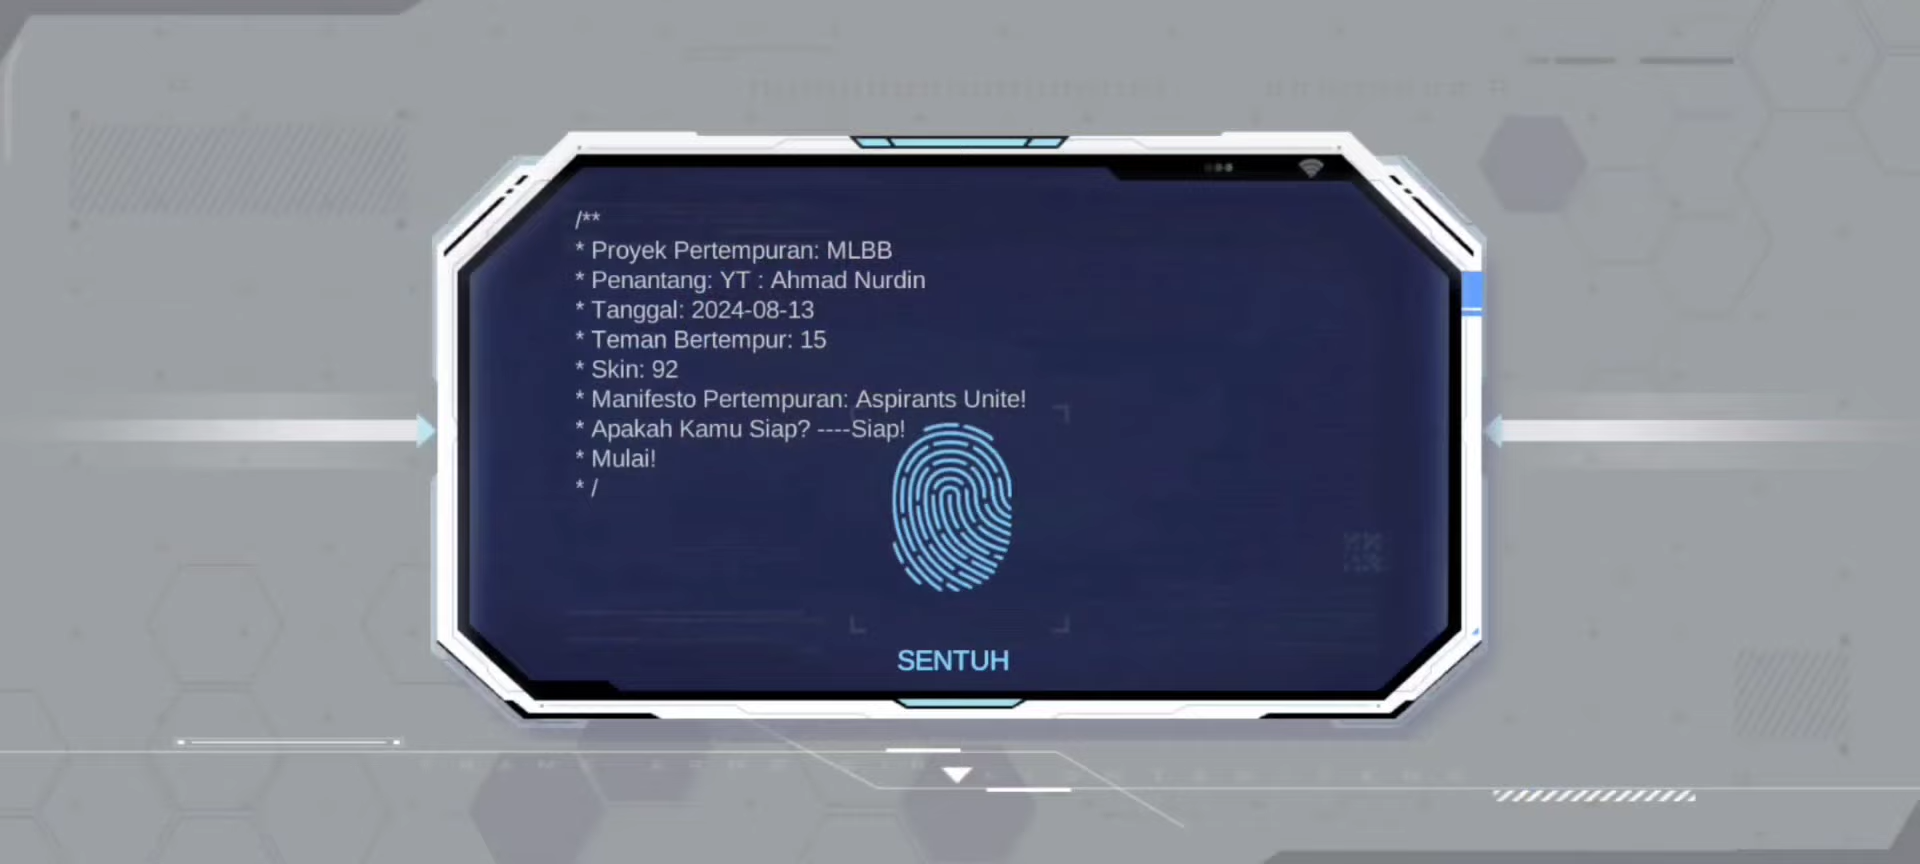 /**
* Proyek Pertempuran: MLBB
* Penantang: YT : Ahmad Nurdin
* Tanggal: 2024-08-13
* Teman Bertempur: 15
* Skin: 92
* Manifesto Pertempuran: Aspirants Unite!
* Apakah Kamu Siap? ----Siap!
* Mulai!
* /
SENTUH